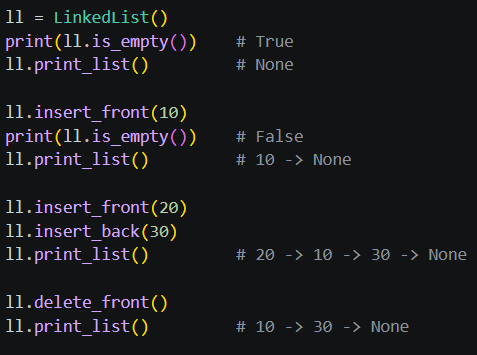 ll = LinkedList()
print(ll.is_empty())    # True
ll.print_list()         # None
ll.insert_front(10)
print(ll.is_empty())    # False
ll.print_list()         # 10 -> None
ll.insert_front(20)
ll.insert_back(30)
ll.print_list()         # 20 -> 10 -> 30 -> None
ll.delete_front()
ll.print_list()         # 10 -> 30 -> None